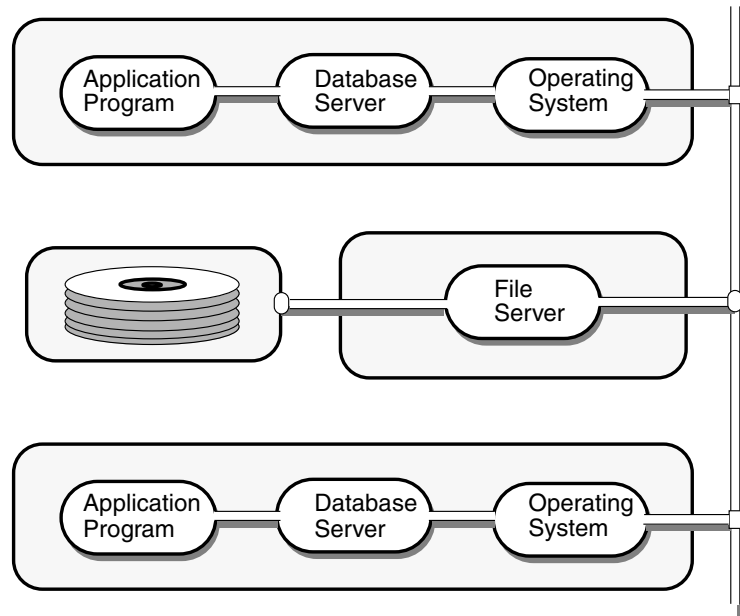 Application
Program
Database
Server
Operating
System
File
Server
Application
Program
Database
Server
Operating
System